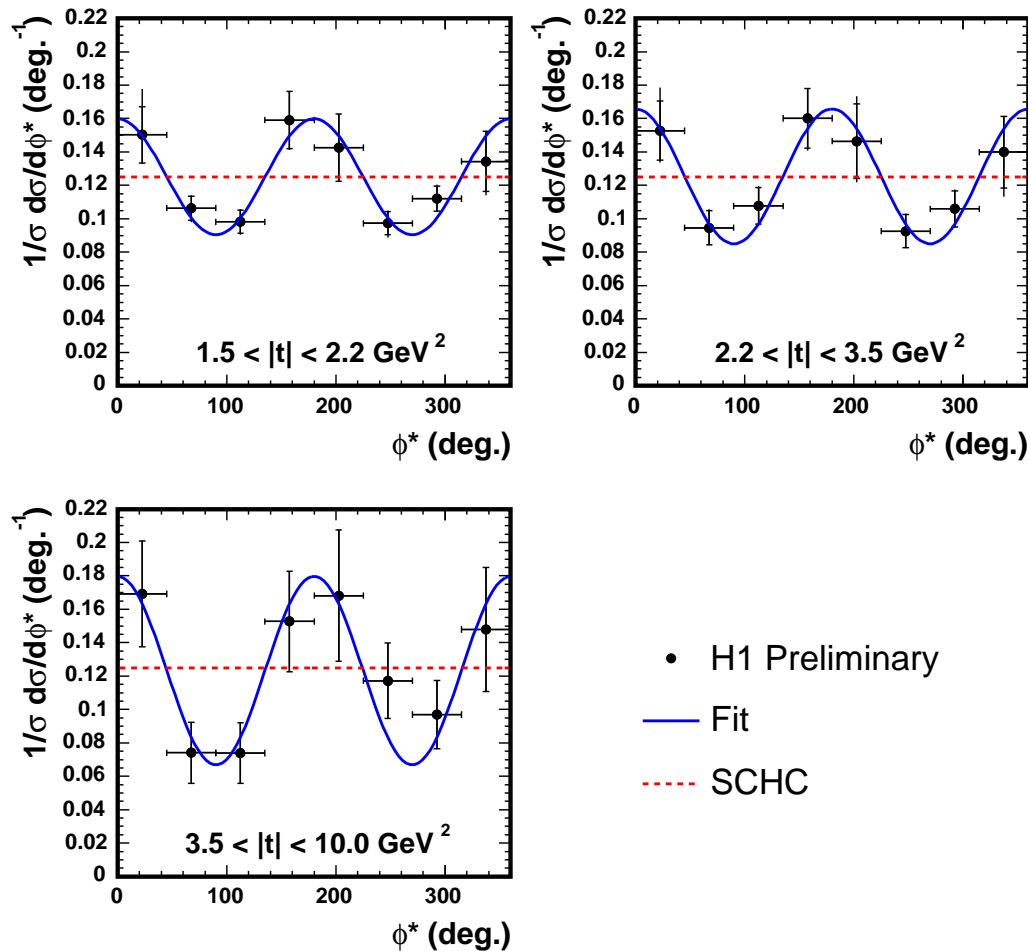 1/σ dσ/dφ* (deg.⁻¹)
0.22
0.2
0.18
0.16
0.14
0.12
0.1
0.08
0.06
0.04
0.02
0
1.5 < |t| < 2.2 GeV²
0 100 200 300
φ* (deg.)
1/σ dσ/dφ* (deg.⁻¹)
0.22
0.2
0.18
0.16
0.14
0.12
0.1
0.08
0.06
0.04
0.02
0
2.2 < |t| < 3.5 GeV²
0 100 200 300
φ* (deg.)
1/σ dσ/dφ* (deg.⁻¹)
0.22
0.2
0.18
0.16
0.14
0.12
0.1
0.08
0.06
0.04
0.02
0
3.5 < |t| < 10.0 GeV²
0 100 200 300
φ* (deg.)
H1 Preliminary
Fit
SCHC